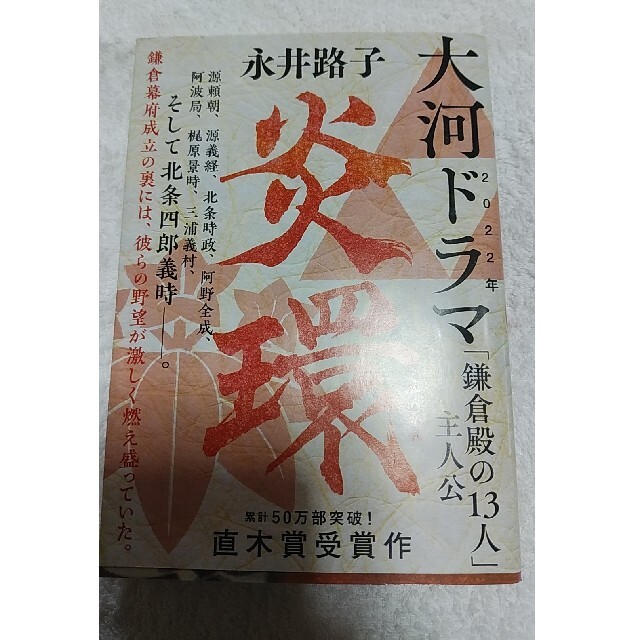 大河ドラマ
2022年
「鎌倉殿の13人」
主人公
永井路子
炎環
源頼朝、源義経、北条時政、阿野全成、
阿波局、梶原景時、三浦義村、
そして北条四郎義時――。
鎌倉幕府成立の裏には、彼らの野望が激しく燃え盛っていた。
累計50万部突破!
直木賞受賞作